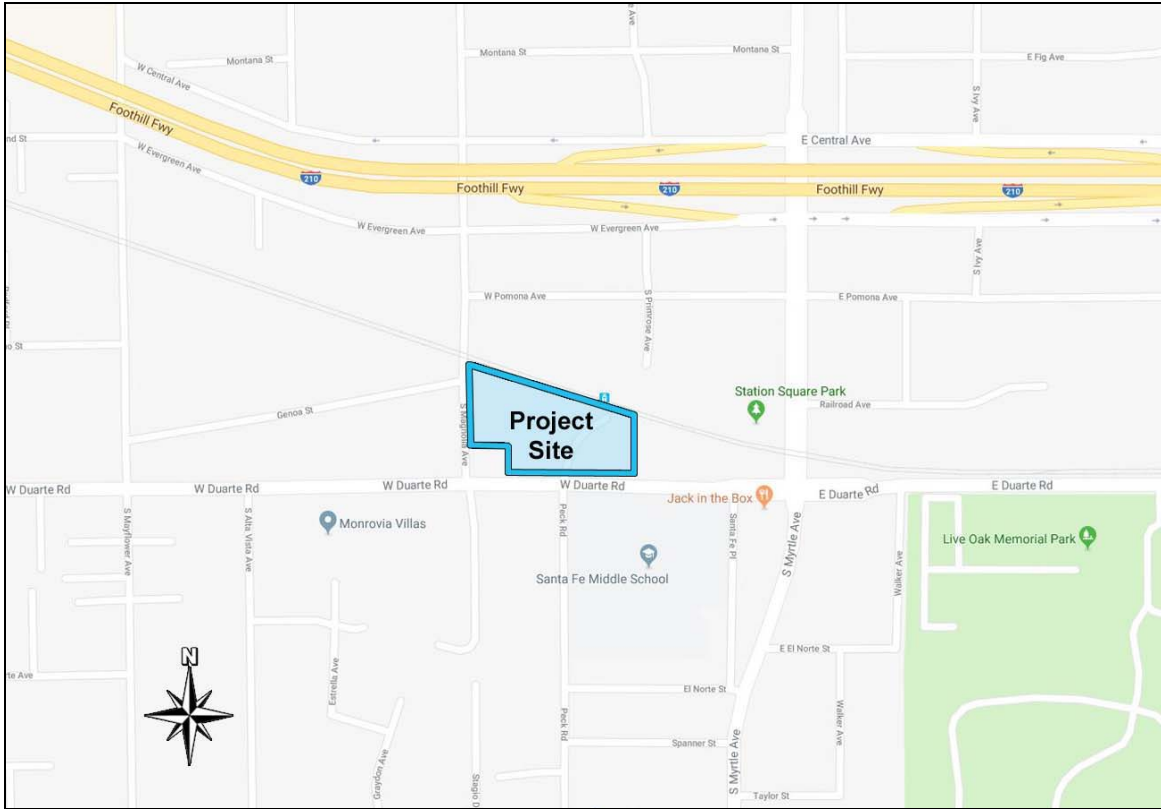 Montana St
Montana St
Montana St
E Fig Ave
W Central Ave
S Ivy Ave
Foothill Fwy
E Central Ave
W Evergreen Ave
210
Foothill Fwy
210
Foothill Fwy
210
W Evergreen Ave
W Evergreen Ave
S Ivy Ave
W Pomona Ave
E Pomona Ave
S Primrose Ave
Station Square Park
Railroad Ave
Genoa St
S Magnolia Ave
Project
Site
W Duarte Rd
W Duarte Rd
W Duarte Rd
W Duarte Rd
Jack in the Box
E Duarte Rd
E Duarte Rd
S Mayflower Ave
S Alta Vista Ave
Monrovia Villas
Peck Rd
Santa Fe Pl
S Myrtle Ave
Live Oak Memorial Park
Santa Fe Middle School
Walker Ave
E El Norte St
N
Estrella Ave
El Norte St
Peck Rd
Walker Ave
Spanner St
S Myrtle Ave
Graydon Ave
Taylor St